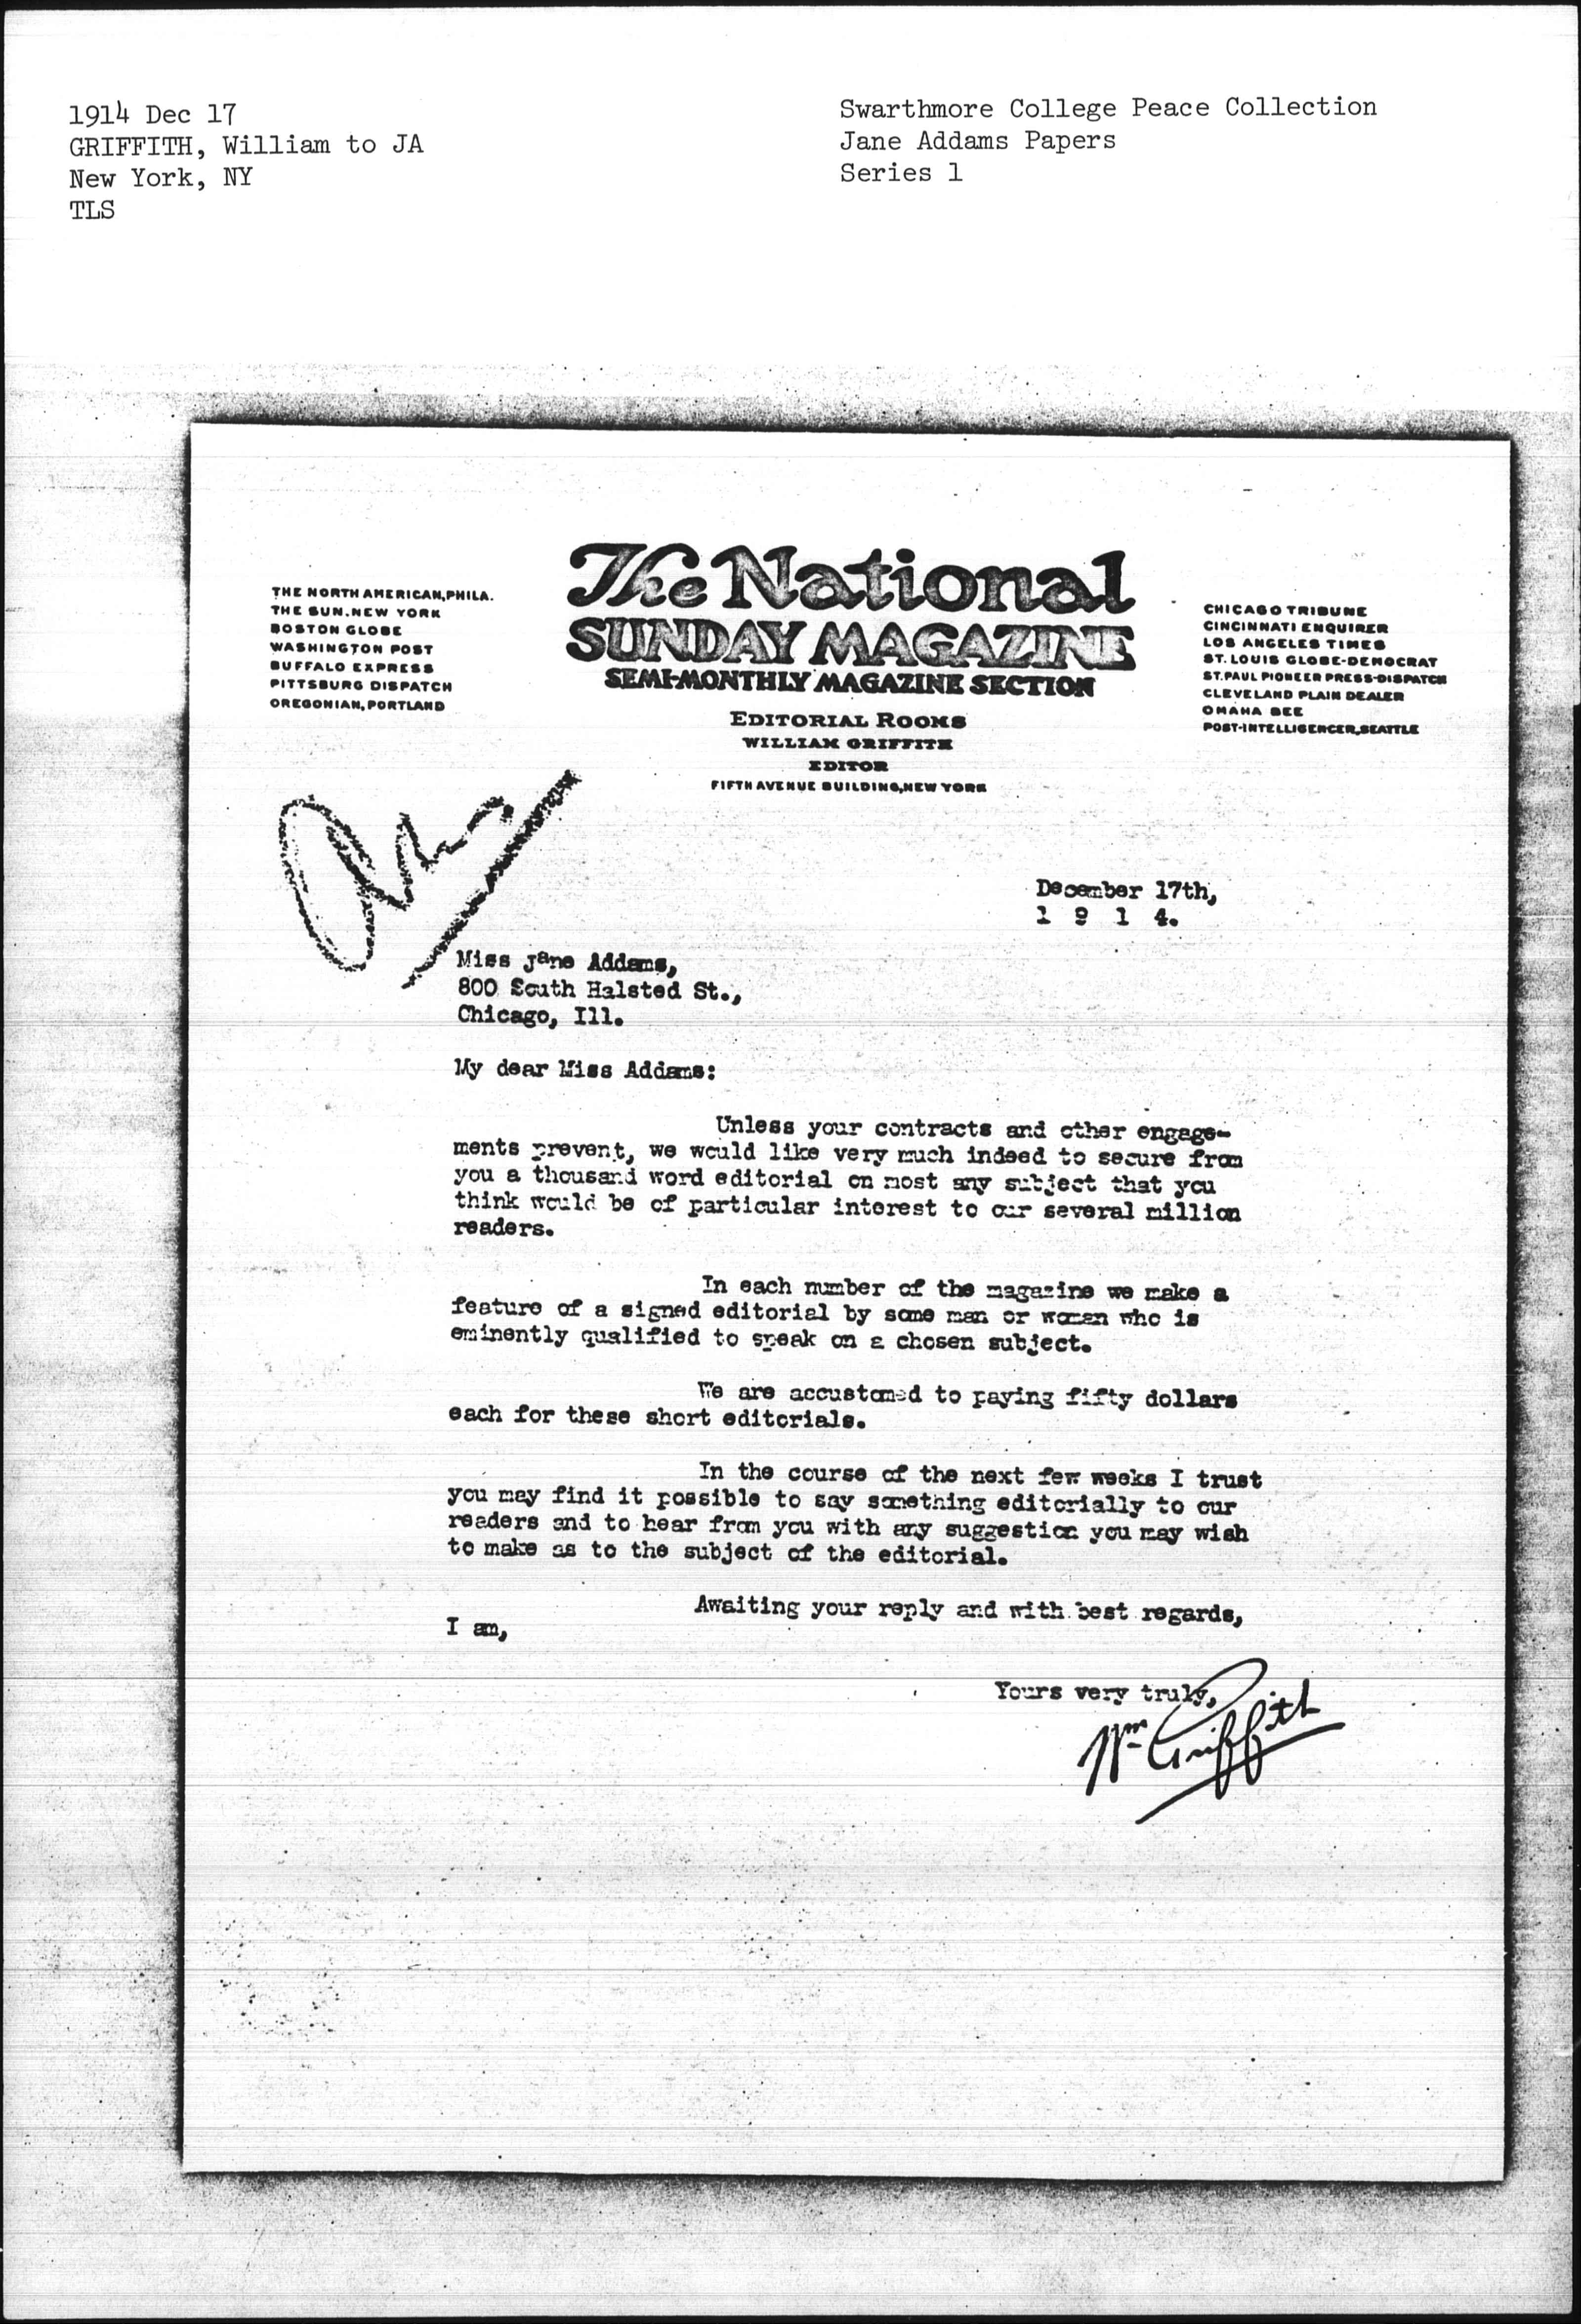 1914 Dec 17
GRIFFITH, William to JA
New York, NY
TLS
Swarthmore College Peace Collection
Jane Addams Papers
Series 1
THE NORTH AMERICAN, PHILA.
THE SUN, NEW YORK
BOSTON GLOBE
WASHINGTON POST
BUFFALO EXPRESS
PITTSBURG DISPATCH
OREGONIAN, PORTLAND
The National
SUNDAY MAGAZINE
SEMI-MONTHLY MAGAZINE SECTION
EDITORIAL ROOMS
WILLIAM GRIFFITH
EDITOR
FIFTH AVENUE BUILDING, NEW YORK
CHICAGO TRIBUNE
CINCINNATI ENQUIRER
LOS ANGELES TIMES
ST. LOUIS GLOBE-DEMOCRAT
ST. PAUL PIONEER PRESS-DISPATCH
CLEVELAND PLAIN DEALER
OMAHA BEE
POST-INTELLIGENCER, SEATTLE
December 17th,
1 9 1 4.
Miss Jane Addams,
800 South Halsted St.,
Chicago, Ill.
My dear Miss Addams:
Unless your contracts and other engage-
ments prevent, we would like very much indeed to secure from
you a thousand word editorial on most any subject that you
think would be of particular interest to our several million
readers.
In each number of the magazine we make a
feature of a signed editorial by some man or woman who is
eminently qualified to speak on a chosen subject.
We are accustomed to paying fifty dollars
each for these short editorials.
In the course of the next few weeks I trust
you may find it possible to say something editorially to our
readers and to hear from you with any suggestion you may wish
to make as to the subject of the editorial.
Awaiting your reply and with best regards,
I am,
Yours very truly,
Wm Griffith